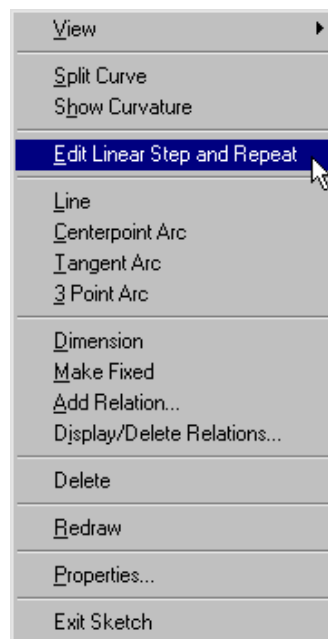 View
Split Curve
Show Curvature
Edit Linear Step and Repeat
Line
Centerpoint Arc
Tangent Arc
3 Point Arc
Dimension
Make Fixed
Add Relation...
Display/Delete Relations...
Delete
Redraw
Properties...
Exit Sketch